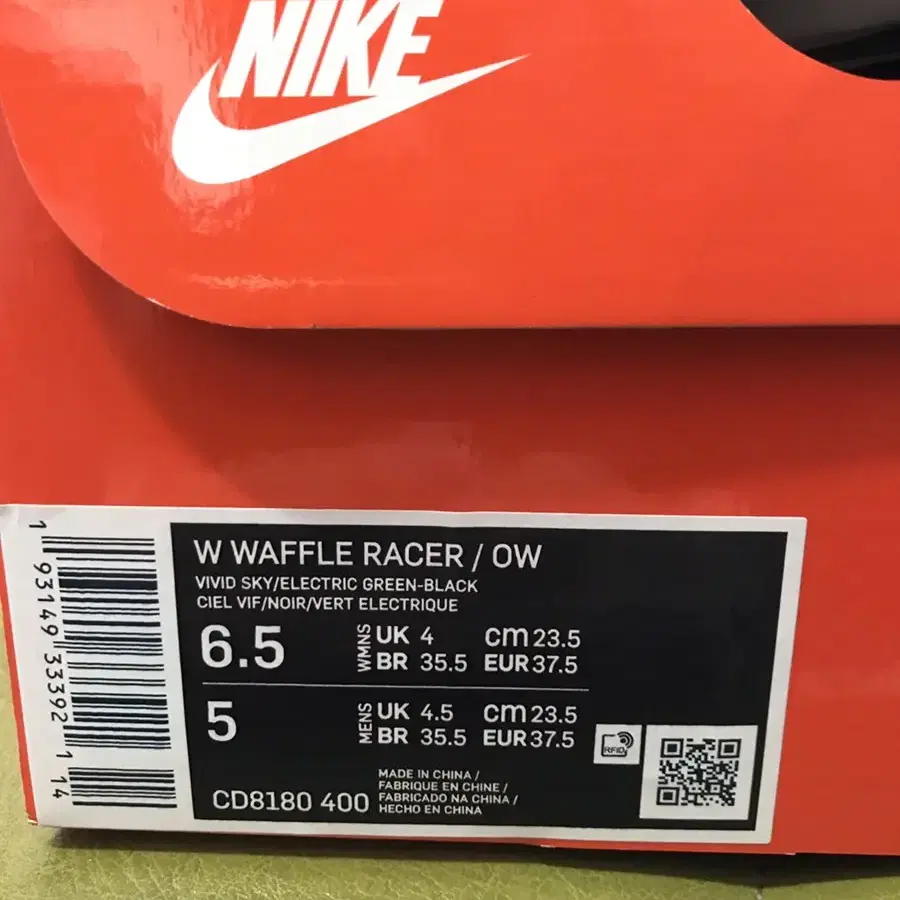 NIKE
W WAFFLE RACER / OW
VIVID SKY/ELECTRIC GREEN-BLACK
CIEL VIF/NOIR/VERT ELECTRIQUE
6.5 WMNS UK 4 cm 23.5
BR 35.5 EUR 37.5
5 MENS UK 4.5 cm 23.5
BR 35.5 EUR 37.5
RFID
CD8180 400
MADE IN CHINA /
FABRIQUE EN CHINE /
FABRICADO NA CHINA /
HECHO EN CHINA
1 93149 33392 1 14